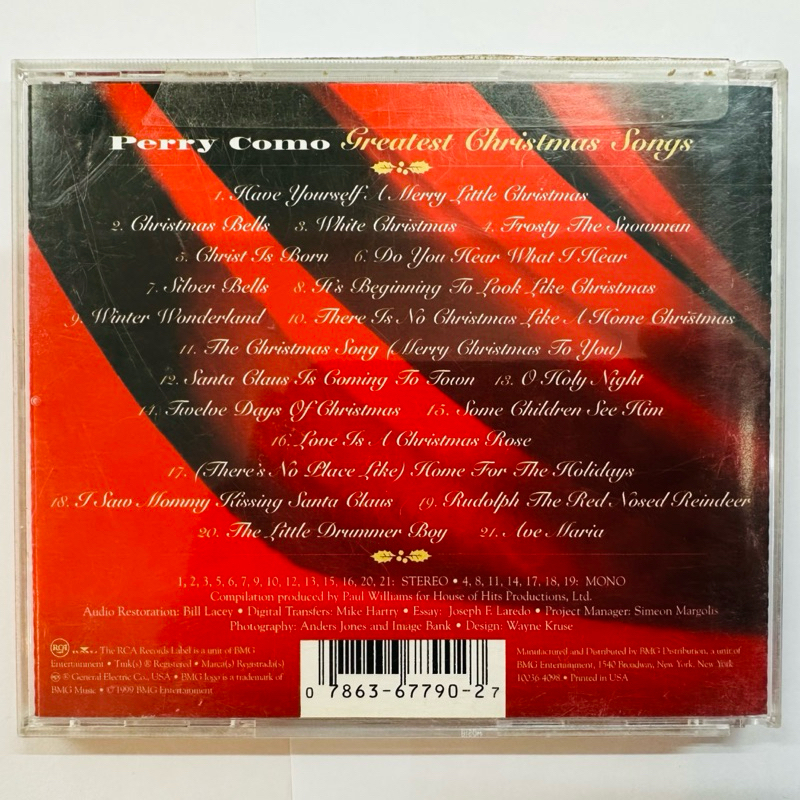 Perry Como Greatest Christmas Songs
1. Have Yourself A Merry Little Christmas
2. Christmas Bells 3. White Christmas 4. Frosty The Snowman
5. Christ Is Born 6. Do You Hear What I Hear
7. Silver Bells 8. It's Beginning To Look Like Christmas
9. Winter Wonderland 10. There Is No Christmas Like A Home Christmas
11. The Christmas Song (Merry Christmas To You)
12. Santa Claus Is Coming To Town 13. O Holy Night
14. Twelve Days Of Christmas 15. Some Children See Him
16. Love Is A Christmas Rose
17. (There's No Place Like) Home For The Holidays
18. I Saw Mommy Kissing Santa Claus 19. Rudolph The Red Nosed Reindeer
20. The Little Drummer Boy 21. Ave Maria
1, 2, 3, 5, 6, 7, 9, 10, 12, 13, 15, 16, 20, 21: STEREO • 4, 8, 11, 14, 17, 18, 19: MONO
Compilation produced by Paul Williams for House of Hits Productions, Ltd.
Audio Restoration: Bill Lacey • Digital Transfers: Mike Hartry • Essay: Joseph F. Laredo • Project Manager: Simeon Margolis
Photography: Anders Jones and Image Bank • Design: Wayne Kruse
RCA BMG The RCA Records Label is a unit of BMG
Entertainment • Tmk(s) ® Registered • Marca(s) Registrada(s)
® General Electric Co., USA • BMG logo is a trademark of
BMG Music • © 1999 BMG Entertainment
0 7863-67790-2 7
Manufactured and Distributed by BMG Distribution, a unit of
BMG Entertainment, 1540 Broadway, New York, New York
10036-4098 • Printed in USA